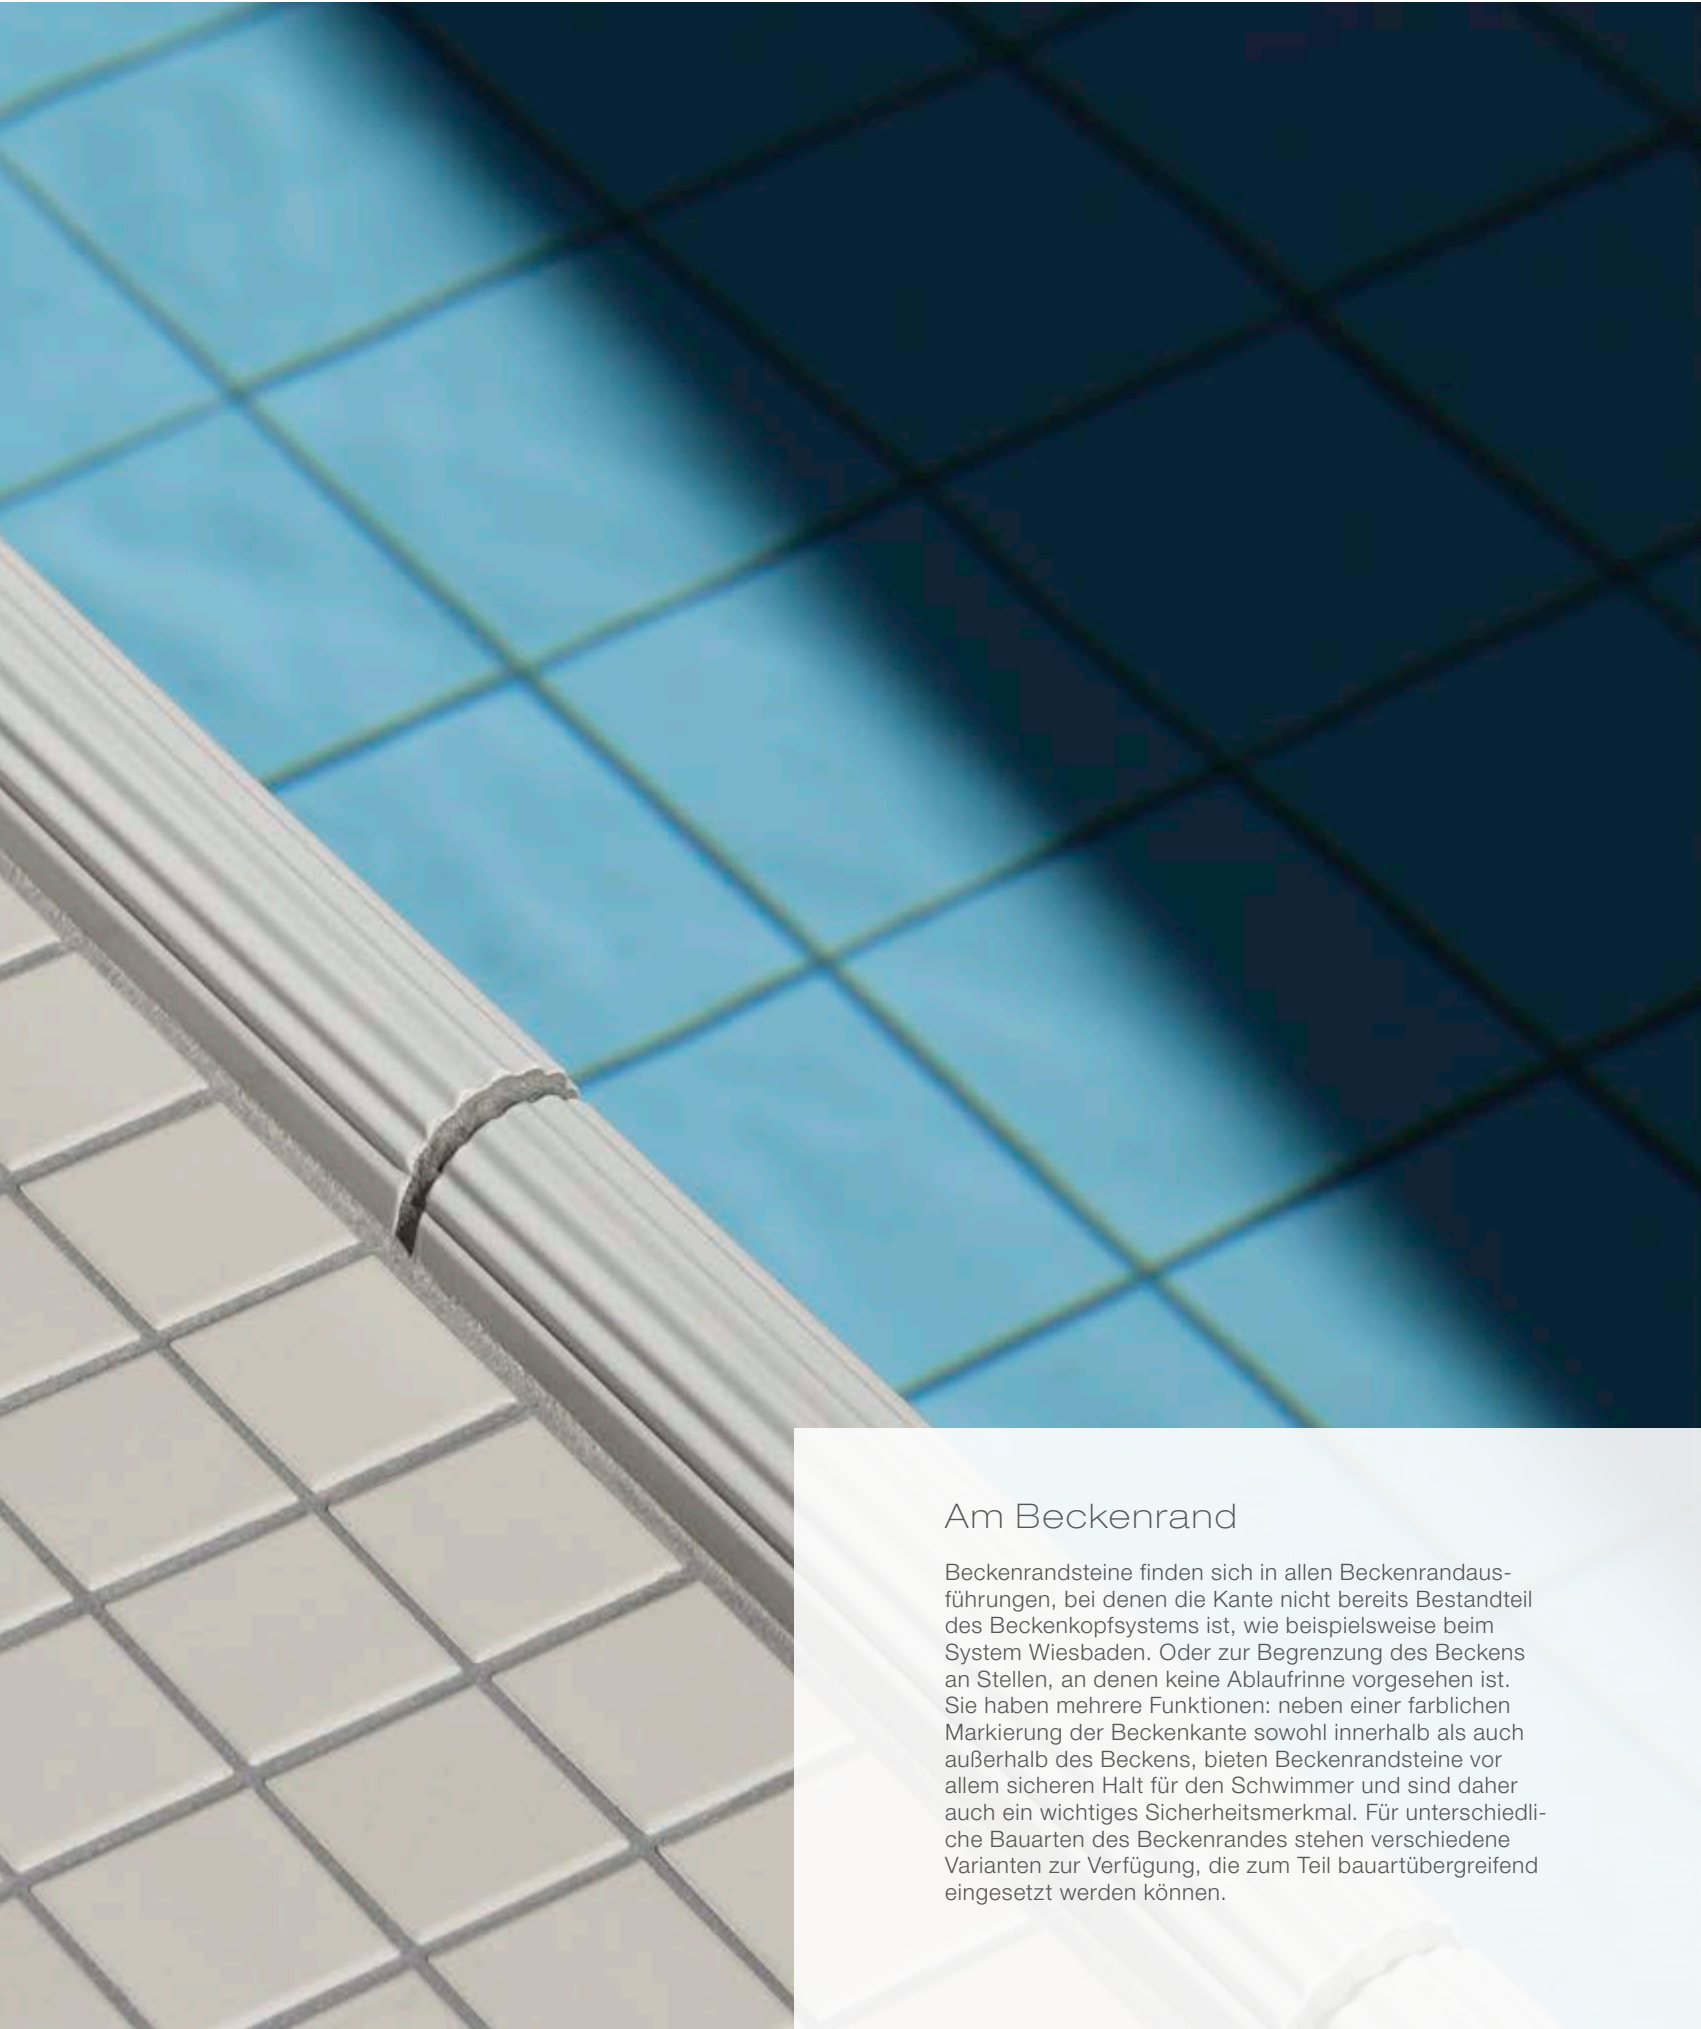 Am Beckenrand
Beckenrandsteine finden sich in allen Beckenrandaus-
führungen, bei denen die Kante nicht bereits Bestandteil
des Beckenkopfsystems ist, wie beispielsweise beim
System Wiesbaden. Oder zur Begrenzung des Beckens
an Stellen, an denen keine Ablaufrinne vorgesehen ist.
Sie haben mehrere Funktionen: neben einer farblichen
Markierung der Beckenkante sowohl innerhalb als auch
außerhalb des Beckens, bieten Beckenrandsteine vor
allem sicheren Halt für den Schwimmer und sind daher
auch ein wichtiges Sicherheitsmerkmal. Für unterschiedli-
che Bauarten des Beckenrandes stehen verschiedene
Varianten zur Verfügung, die zum Teil bauartübergreifend
eingesetzt werden können.